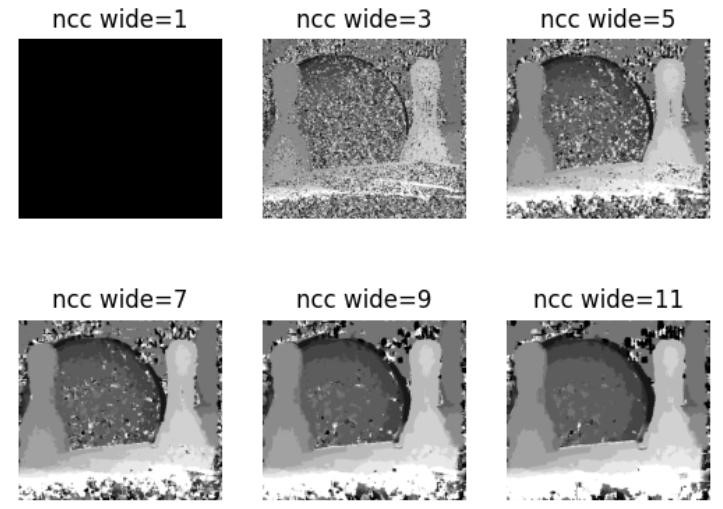 ncc wide=1
ncc wide=3
ncc wide=5
ncc wide=7
ncc wide=9
ncc wide=11